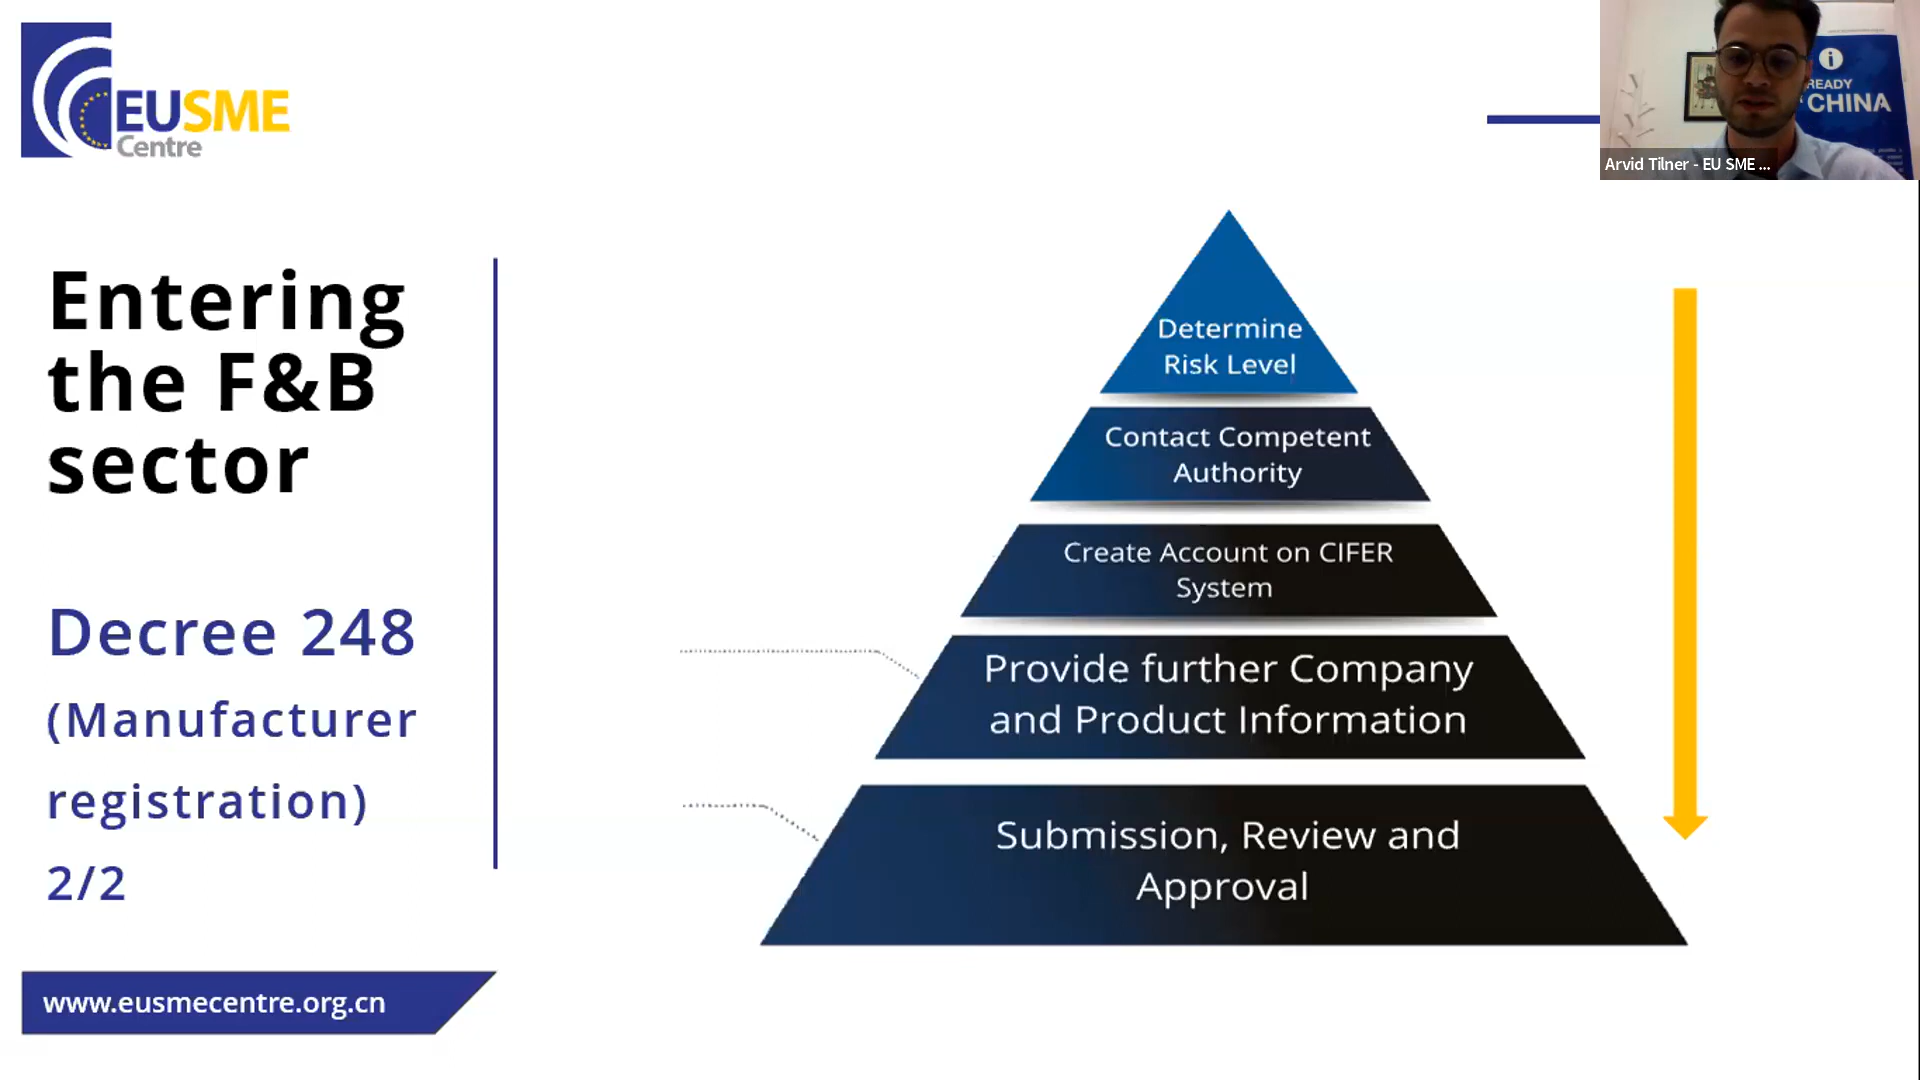 EUSME
Centre
READY
CHINA
Arvid Tilner - EU SME ...
Entering
the F&B
sector
Decree 248
(Manufacturer
registration)
2/2
Determine
Risk Level
Contact Competent
Authority
Create Account on CIFER
System
Provide further Company
and Product Information
Submission, Review and
Approval
www.eusmecentre.org.cn